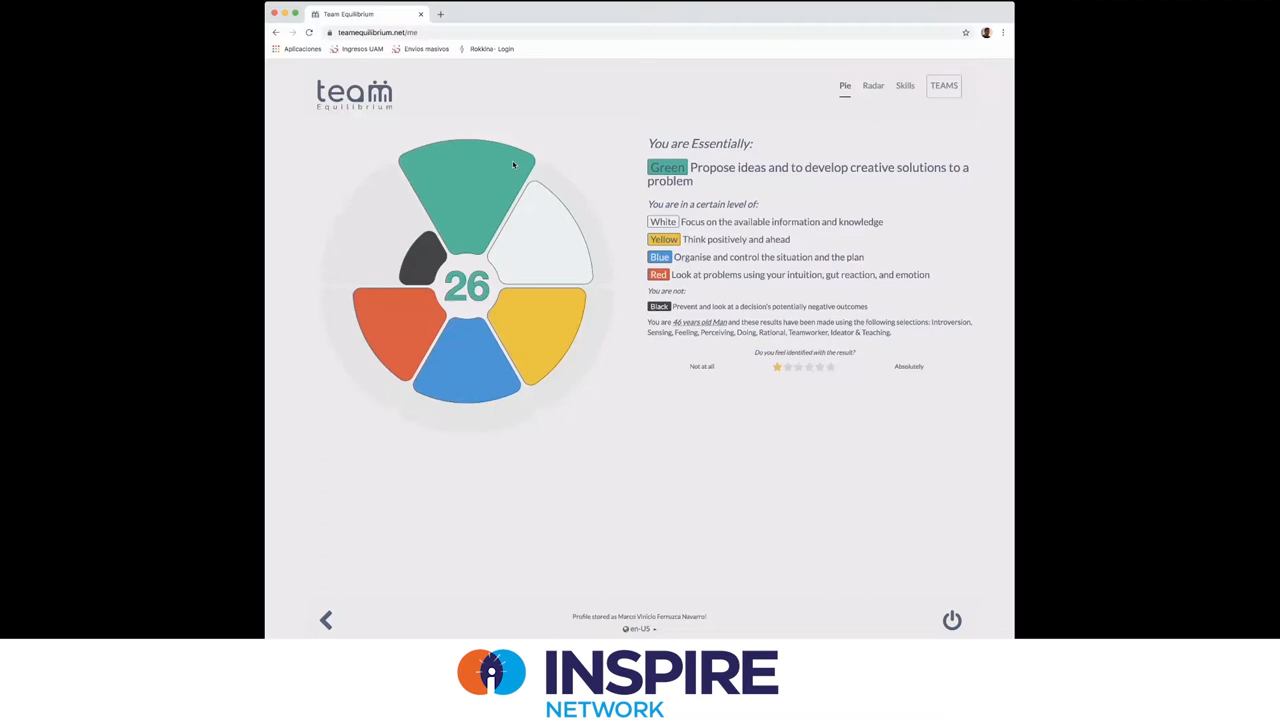 Team Equilibrium
teamequilibrium.net/me
Aplicaciones
Ingresos UAM
Envíos masivos
Rokkina- Login
team
Equilibrium
Pie
Radar
Skills
TEAMS
26
You are Essentially:
Green Propose ideas and to develop creative solutions to a
problem
You are in a certain level of:
White Focus on the available information and knowledge
Yellow Think positively and ahead
Blue Organise and control the situation and the plan
Red Look at problems using your intuition, gut reaction, and emotion
You are not:
Black Prevent and look at a decision's potentially negative outcomes
You are 46 years old Man and these results have been made using the following selections: Introversion,
Sensing, Feeling, Perceiving, Doing, Rational, Teamworker, Ideator & Teaching.
Do you feel identified with the result?
Not at all
Absolutely
Profile stored as Marco Vinicio Ferruzca Navarro!
en-US
INSPIRE
NETWORK